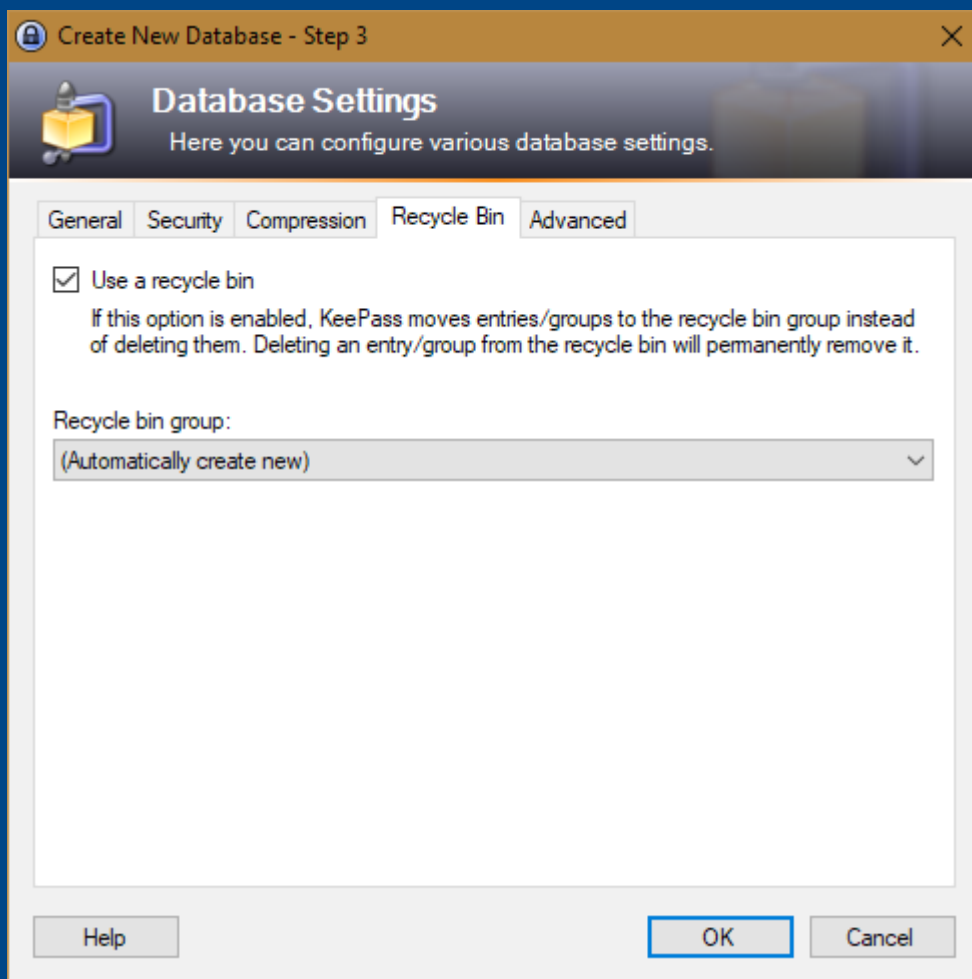 Create New Database - Step 3
Database Settings
Here you can configure various database settings.
General Security Compression Recycle Bin Advanced
Use a recycle bin
If this option is enabled, KeePass moves entries/groups to the recycle bin group instead
of deleting them. Deleting an entry/group from the recycle bin will permanently remove it.
Recycle bin group:
(Automatically create new)
Help OK Cancel